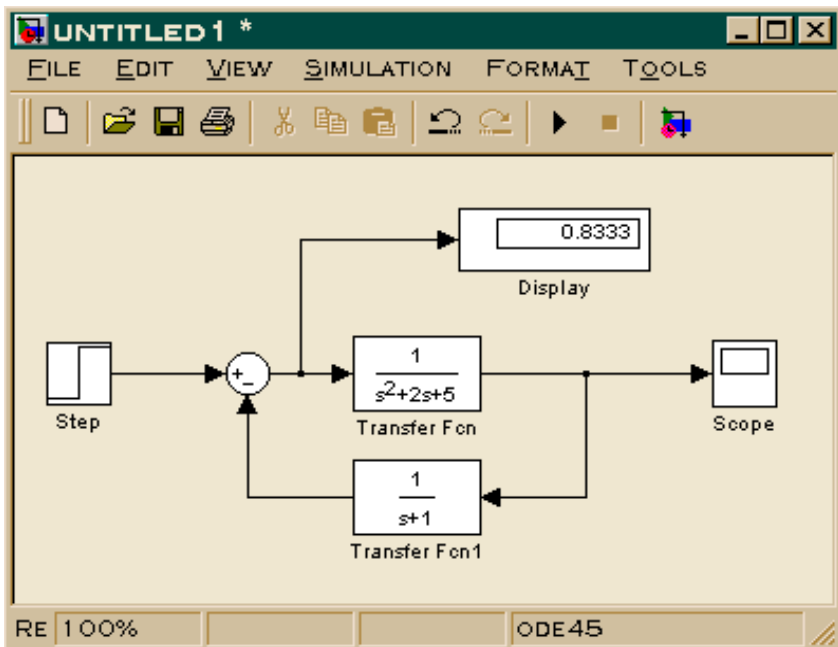 UNTITLED1 *
FILE EDIT VIEW SIMULATION FORMAT TOOLS
0.8333
Display
+
-
1
s²+2s+5
Step
Transfer Fcn
Scope
1
s+1
Transfer Fcn1
RE 100% ODE45